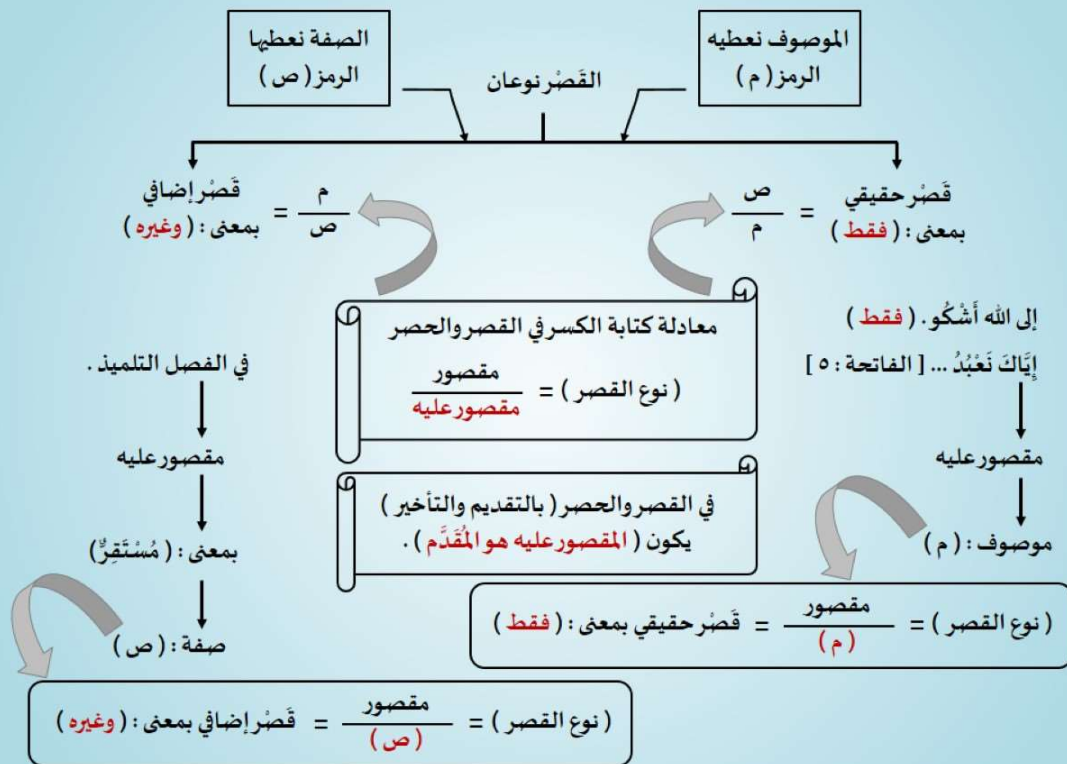 الموصوف نعطيه
الرمز ( م )
الصفة نعطيها
الرمز ( ص )
القَصْر نوعان
قَصْر حقيقي
بمعنى : ( فقط )
= ص / م
قَصْر إضافي
بمعنى : ( وغيره )
= م / ص
إلى الله أَشْكُو . ( فقط )
إِيَّاكَ نَعْبُدُ ... [ الفاتحة : ٥ ]
مقصور عليه
موصوف : ( م )
معادلة كتابة الكسر في القصر والحصر
( نوع القصر ) = مقصور / مقصور عليه
في القصر والحصر ( بالتقديم والتأخير )
يكون ( المقصور عليه هو المُقَدَّم ) .
في الفصل التلميذ .
مقصور عليه
بمعنى : ( مُسْتَقِرٌّ )
صفة : ( ص )
( نوع القصر ) = مقصور / ( م ) = قَصْر حقيقي بمعنى : ( فقط )
( نوع القصر ) = مقصور / ( ص ) = قَصْر إضافي بمعنى : ( وغيره )